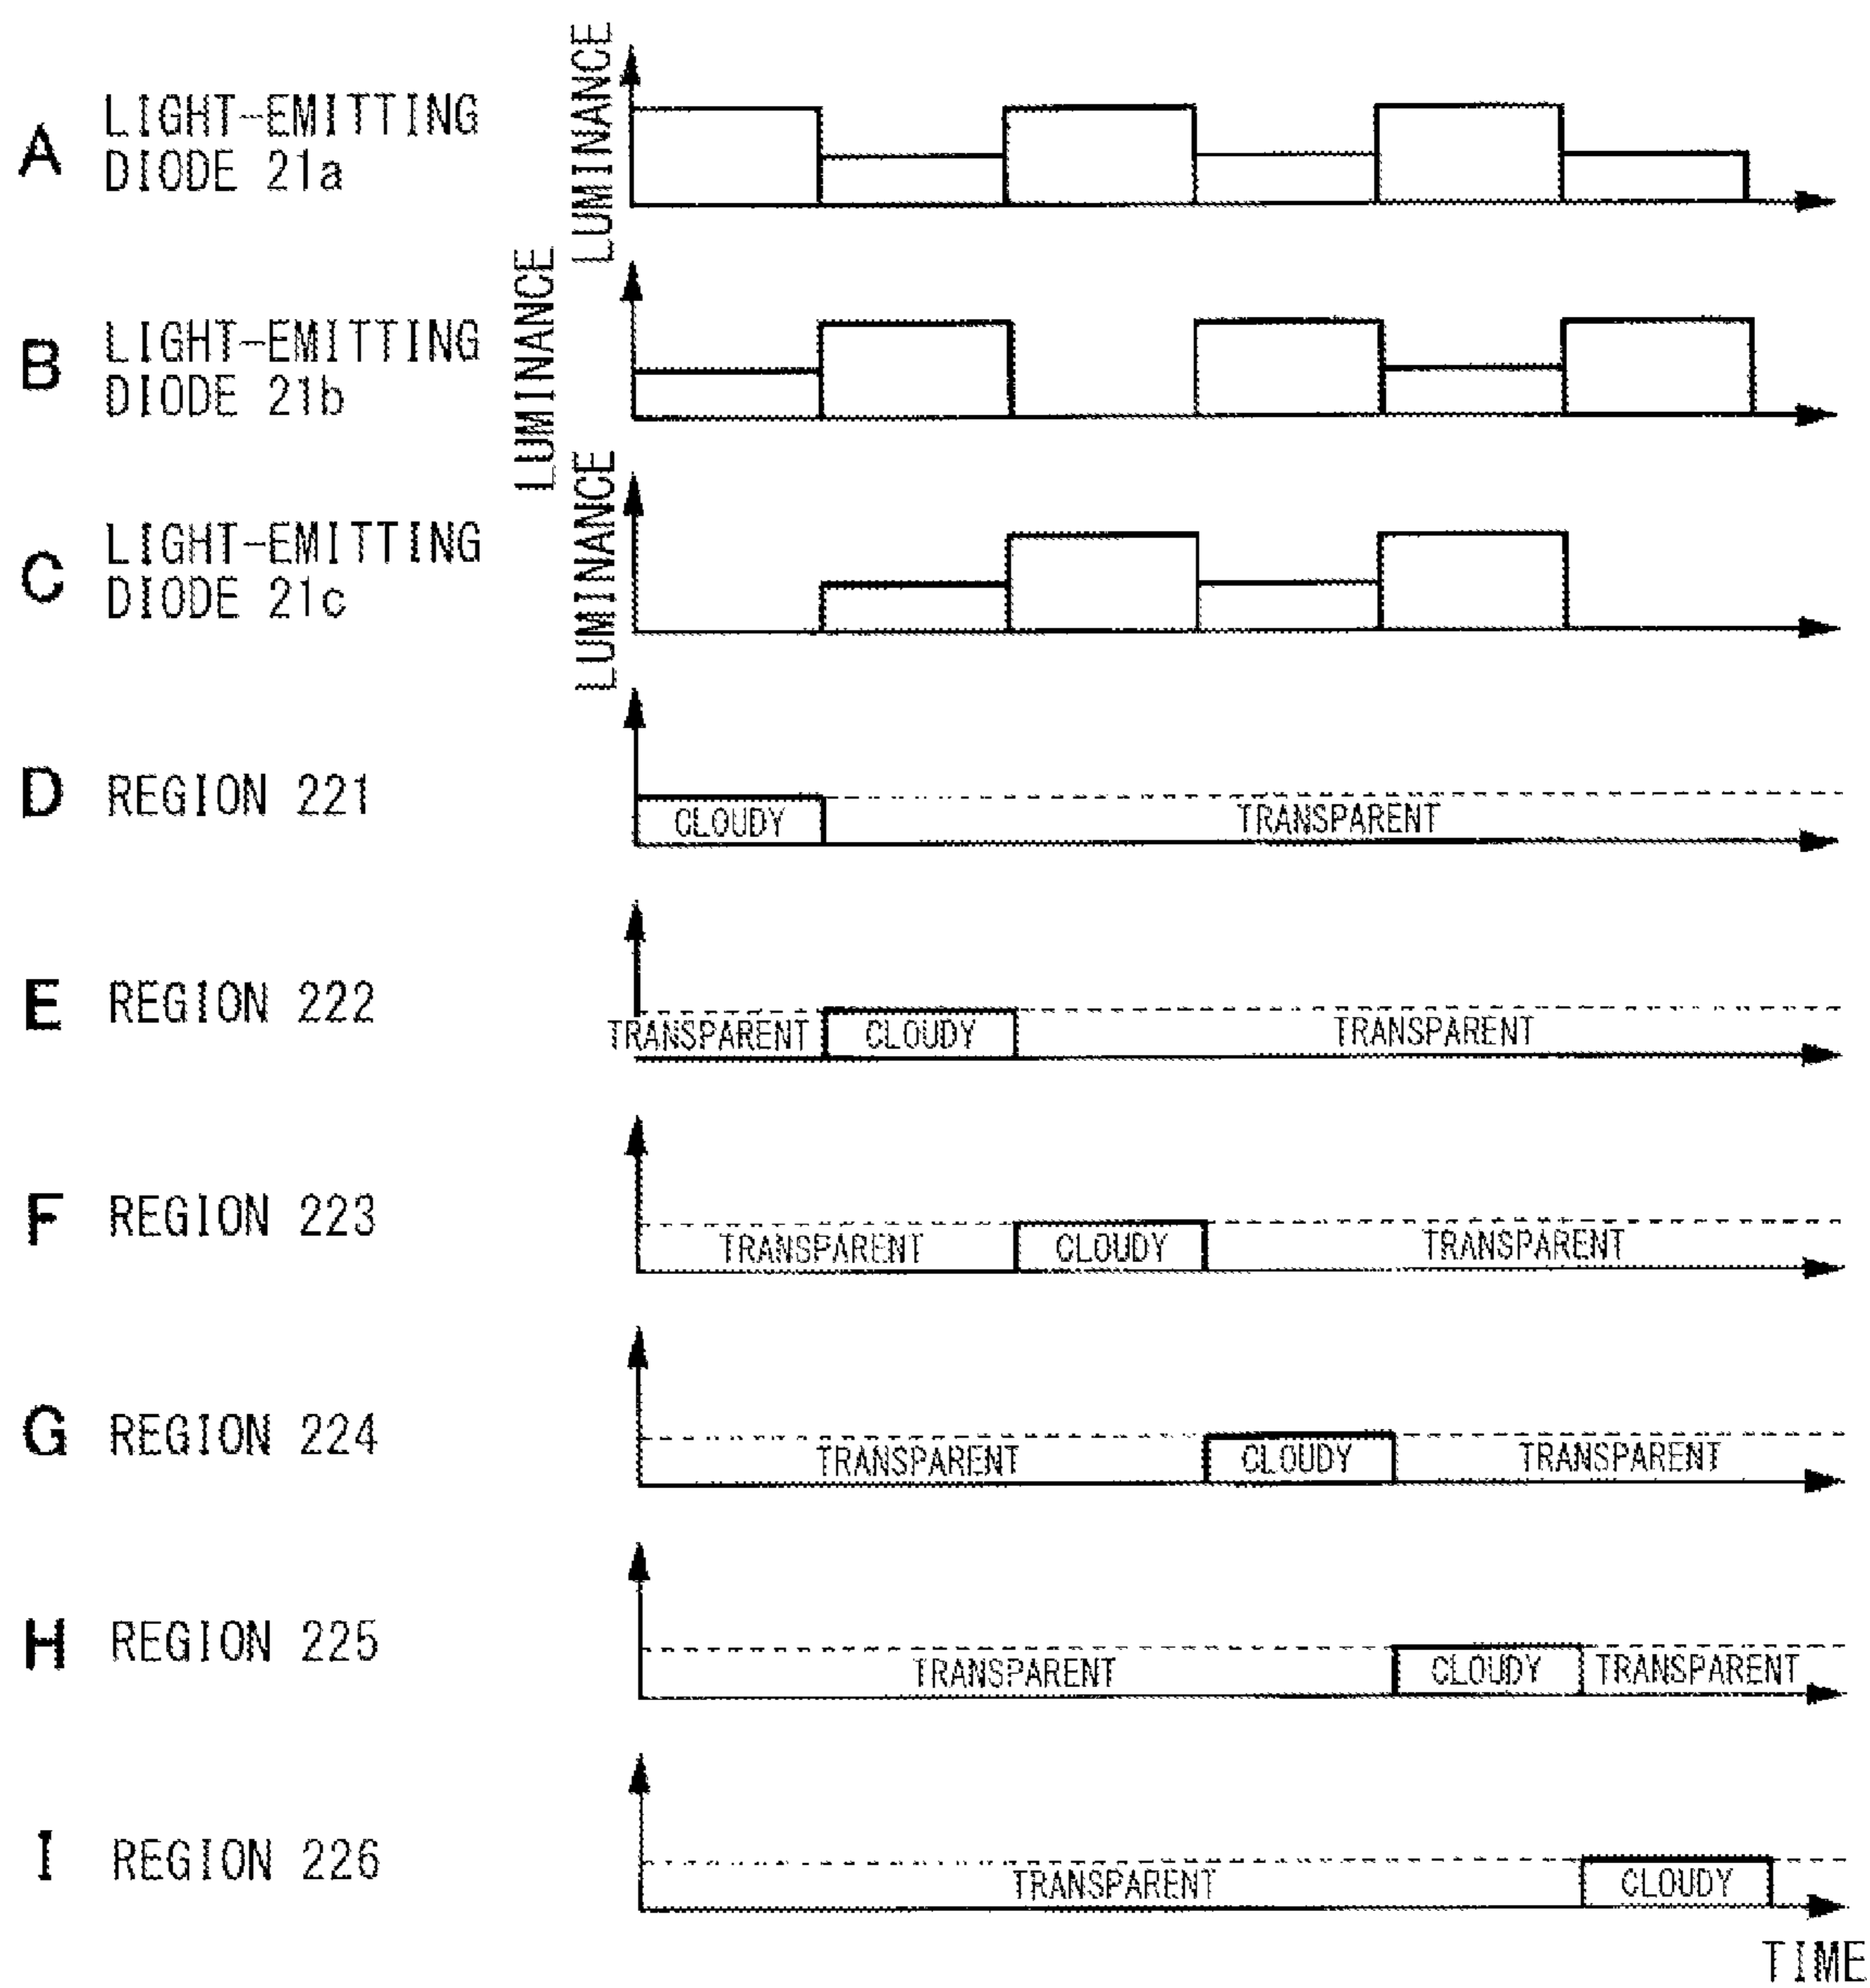 A LIGHT-EMITTING
DIODE 21a
LUMINANCE
B LIGHT-EMITTING
DIODE 21b
LUMINANCE
C LIGHT-EMITTING
DIODE 21c
LUMINANCE
D REGION 221
CLOUDY TRANSPARENT
E REGION 222
TRANSPARENT CLOUDY TRANSPARENT
F REGION 223
TRANSPARENT CLOUDY TRANSPARENT
G REGION 224
TRANSPARENT CLOUDY TRANSPARENT
H REGION 225
TRANSPARENT CLOUDY TRANSPARENT
I REGION 226
TRANSPARENT CLOUDY
TIME